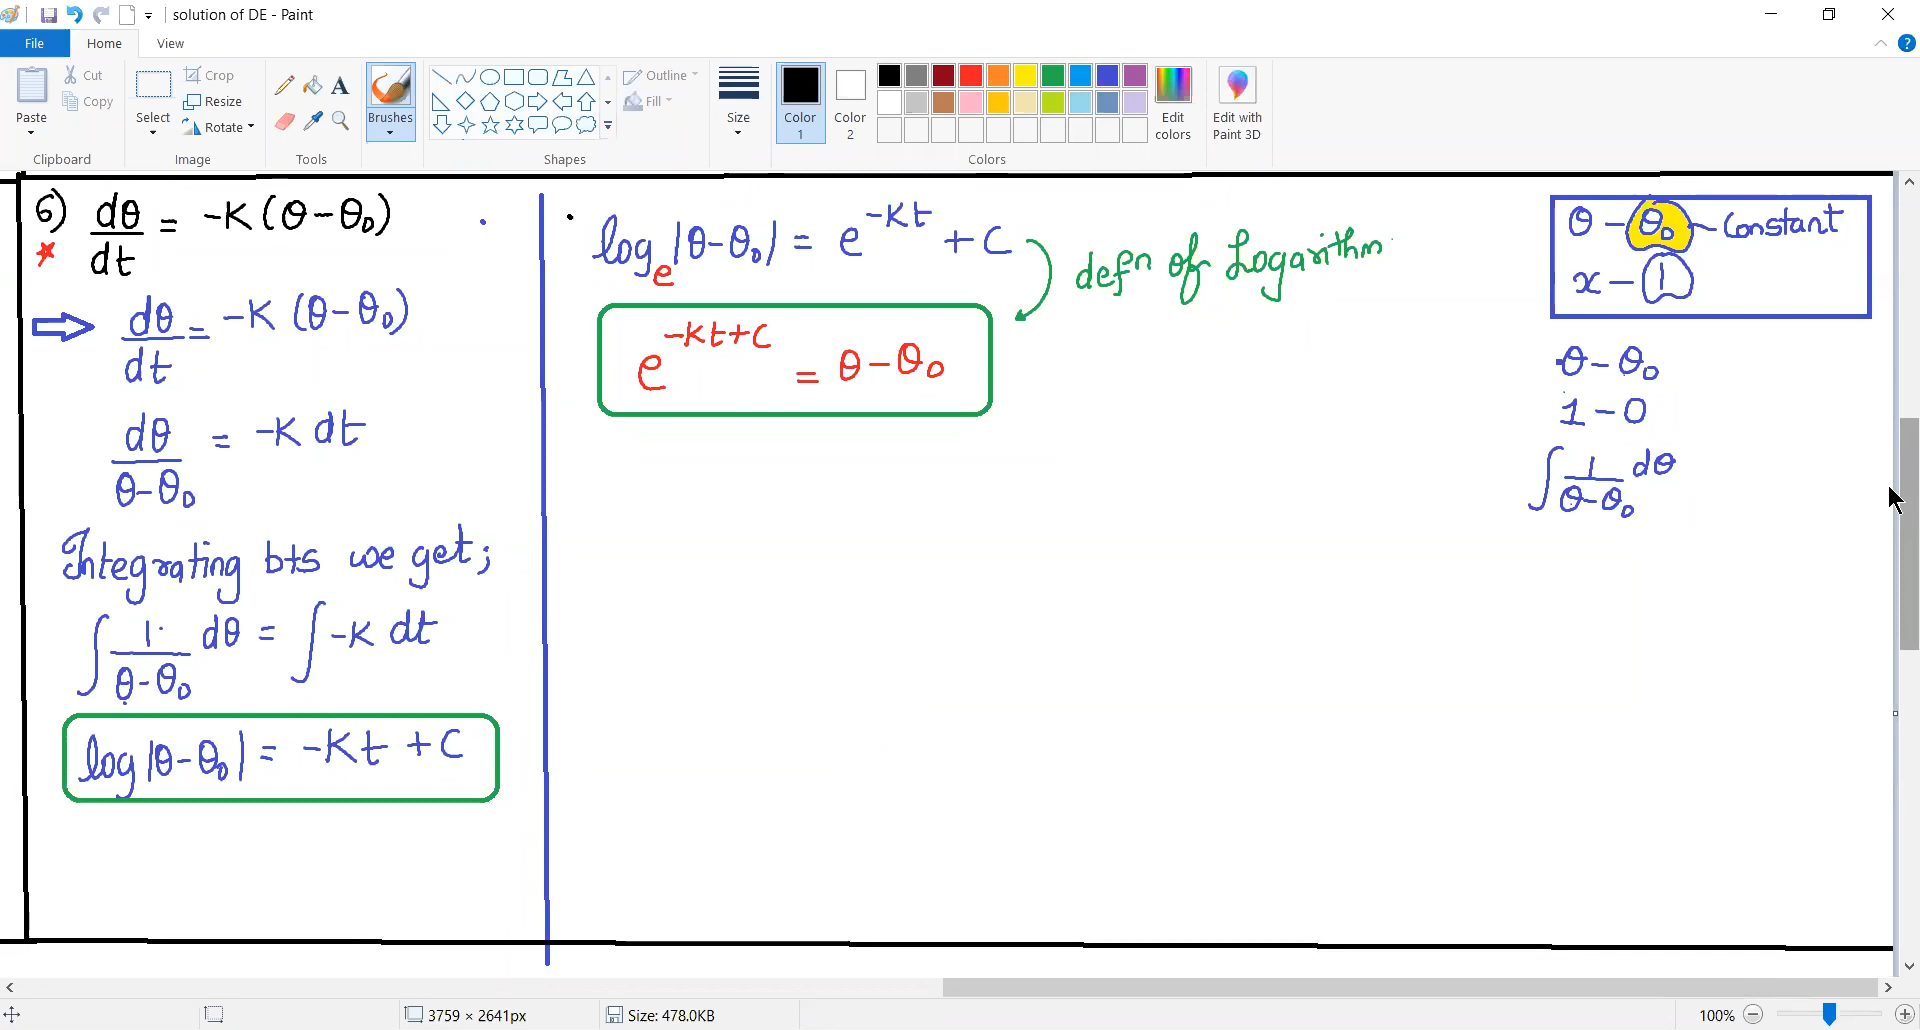 solution of DE - Paint
File Home View
Paste
Cut
Copy
Clipboard
Select
Crop
Resize
Rotate
Image
A
Tools
Brushes
Outline
Fill
Shapes
Size
Color 1
Color 2
Edit colors
Colors
Edit with Paint 3D
6) dθ/dt = -K (θ - θ₀)
dθ/dt = -K (θ - θ₀)
dθ/(θ - θ₀) = -K dt
Integrating bts we get;
∫ 1/(θ - θ₀) dθ = ∫ -K dt
log |θ - θ₀| = -Kt + C
logₑ |θ - θ₀| = e^(-Kt) + C
defn of Logarithm
e^(-Kt+C) = θ - θ₀
θ - θ₀ - Constant
x - 1
θ - θ₀
1 - 0
∫ 1/(θ - θ₀) dθ
3759 × 2641px
Size: 478.0KB
100%